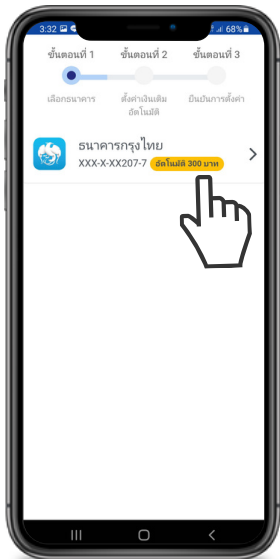 3:32
68%
ขั้นตอนที่ 1 ขั้นตอนที่ 2 ขั้นตอนที่ 3
เลือกธนาคาร ตั้งค่าเงินเติม ยืนยันการตั้งค่า
อัตโนมัติ
ธนาคารกรุงไทย
XXX-X-XX207-7 อัตโนมัติ 300 บาท